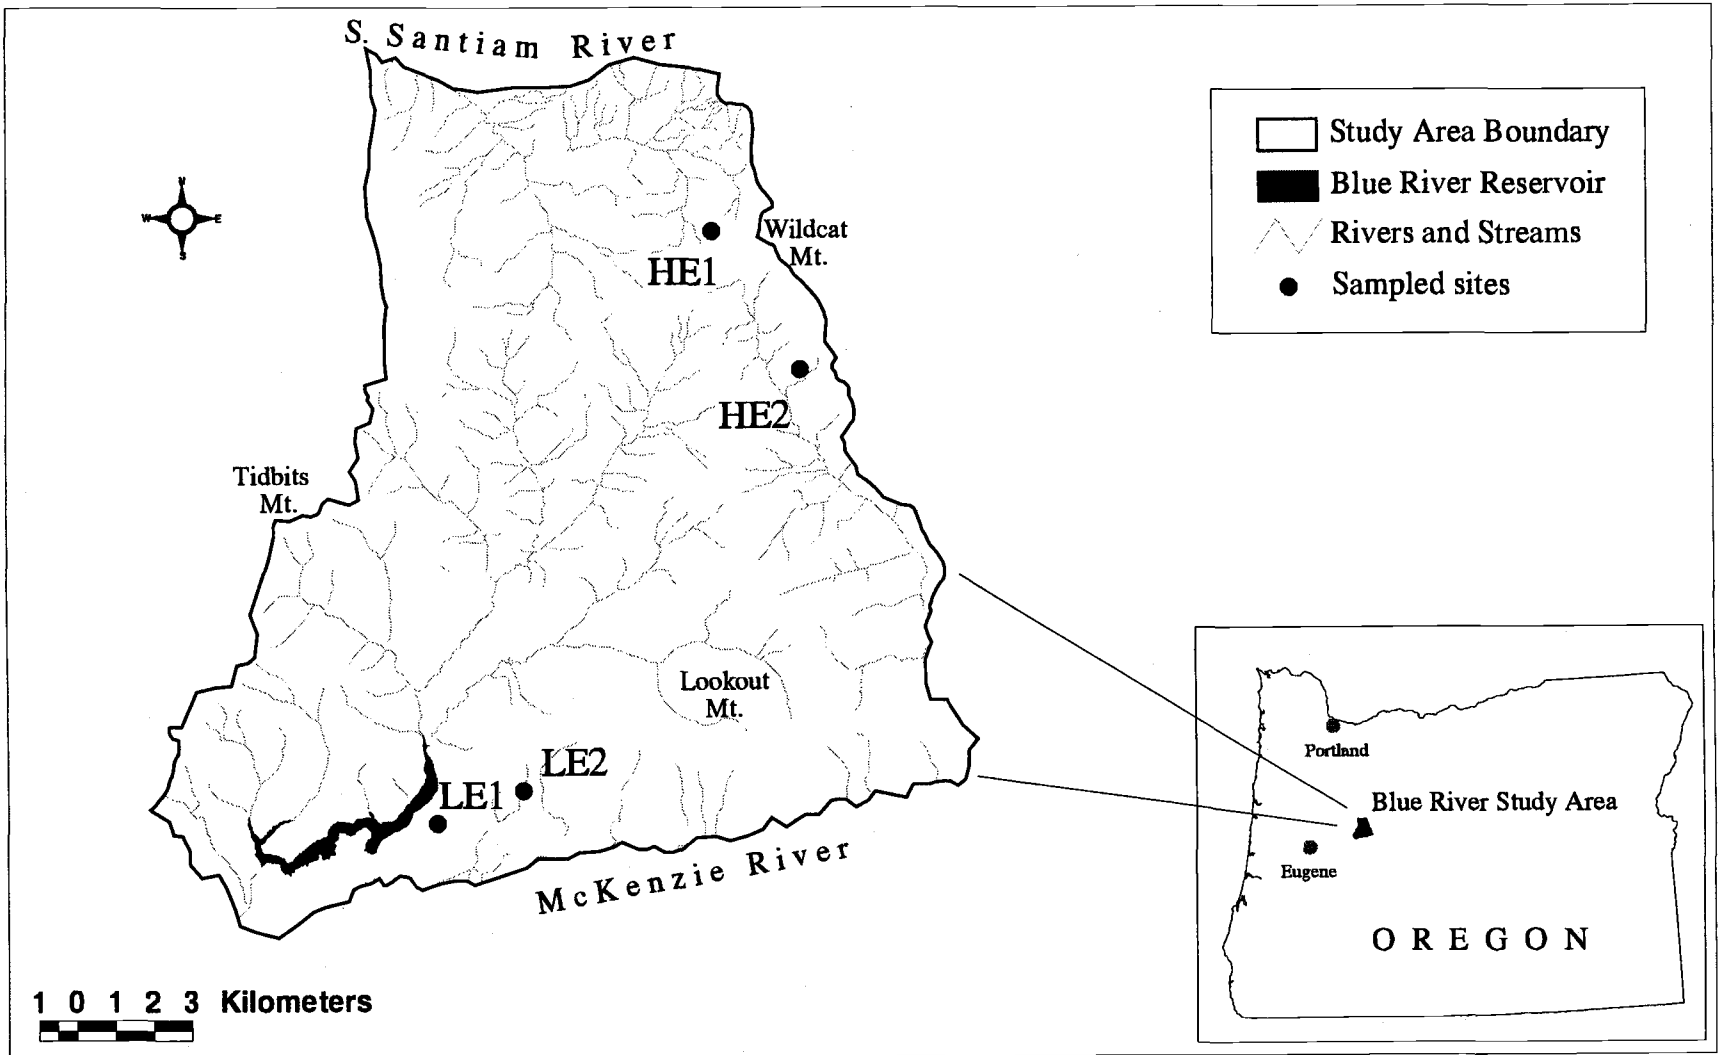 S. Santiam River
Study Area Boundary
Blue River Reservoir
Rivers and Streams
Sampled sites
N
W E
S
Wildcat
Mt.
HE1
HE2
Tidbits
Mt.
Lookout
Mt.
LE2
LE1
McKenzie River
Portland
Blue River Study Area
Eugene
OREGON
1 0 1 2 3 Kilometers